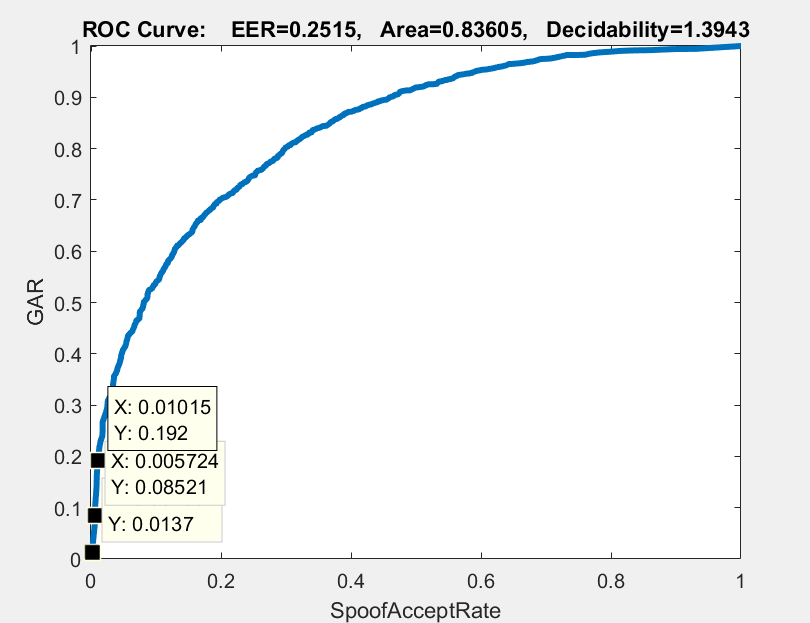 ROC Curve: EER=0.2515, Area=0.83605, Decidability=1.3943
1
0.9
0.8
0.7
0.6
0.5
0.4
0.3
0.2
0.1
0
GAR
X: 0.01015
Y: 0.192
X: 0.005724
Y: 0.08521
Y: 0.0137
0 0.2 0.4 0.6 0.8 1
SpoofAcceptRate